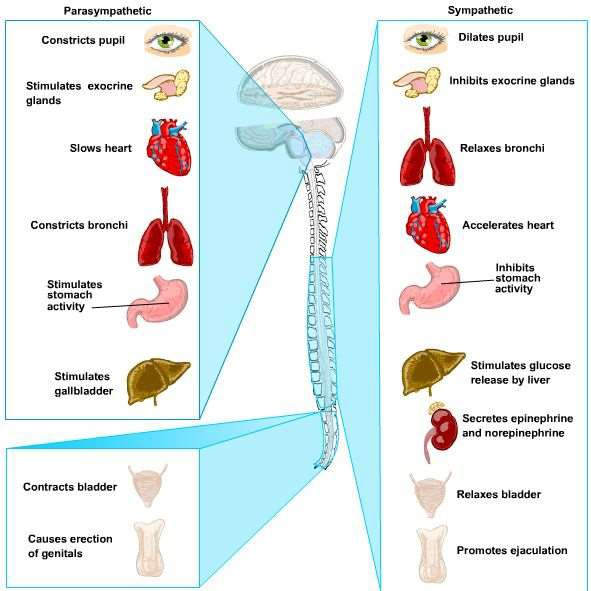 Parasympathetic
Constricts pupil
Stimulates exocrine
glands
Slows heart
Constricts bronchi
Stimulates
stomach
activity
Stimulates
gallbladder
Contracts bladder
Causes erection
of genitals
Sympathetic
Dilates pupil
Inhibits exocrine glands
Relaxes bronchi
Accelerates heart
Inhibits
stomach
activity
Stimulates glucose
release by liver
Secretes epinephrine
and norepinephrine
Relaxes bladder
Promotes ejaculation